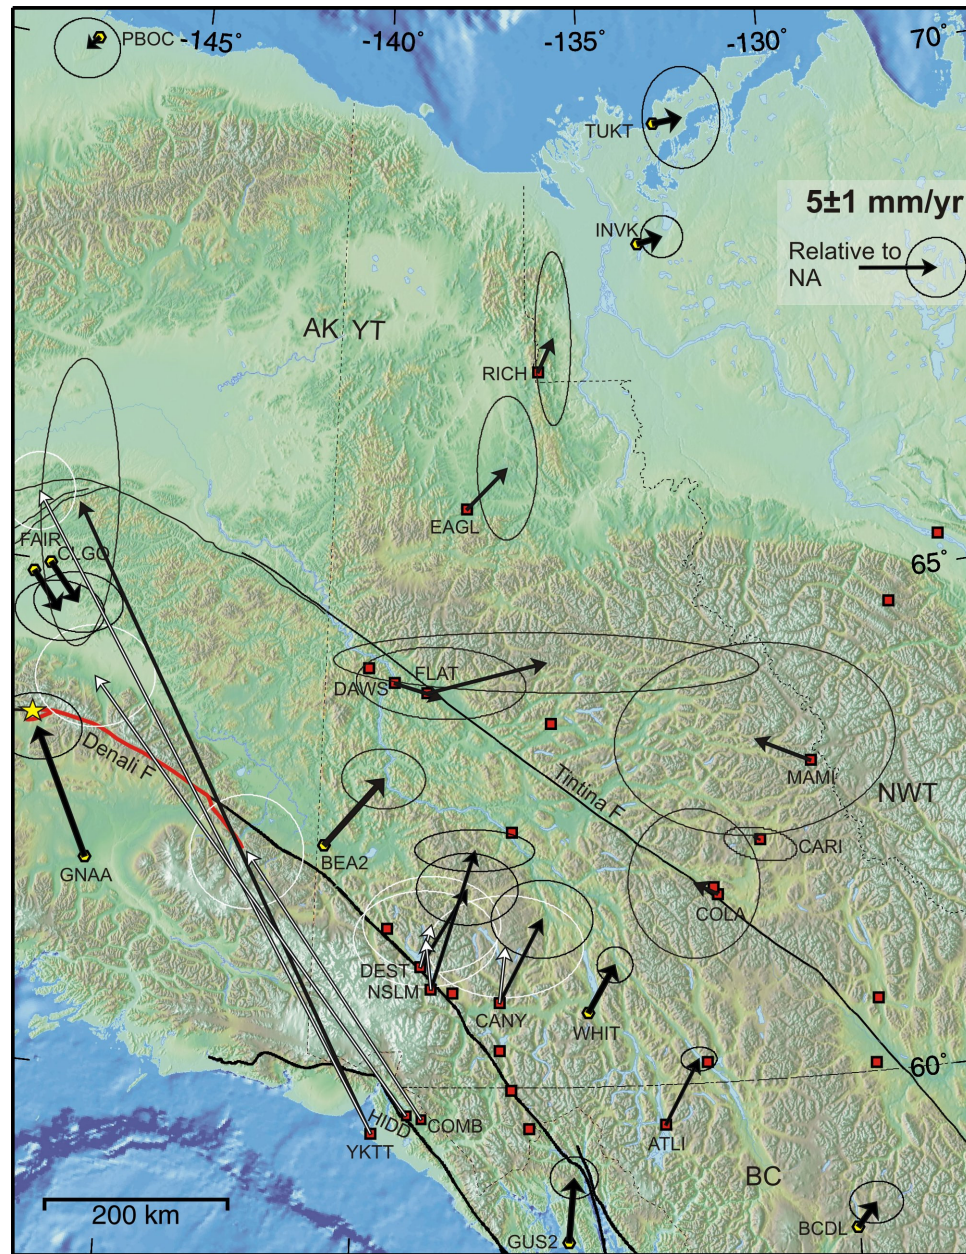 PBOC
-145°
-140°
-135°
-130°
70°
TUKT
5±1 mm/yr
INVK
Relative to
NA
AK YT
RICH
EAGL
FAIR
CLGO
65°
FLAT
DAWS
Denali F
Tintina F
MAMI
NWT
CARI
BEA2
GNAA
COLA
DEST
NSLM
CANY
WHIT
60°
HIDD
COMB
YKTT
ATLI
BC
200 km
GUS2
BCDL